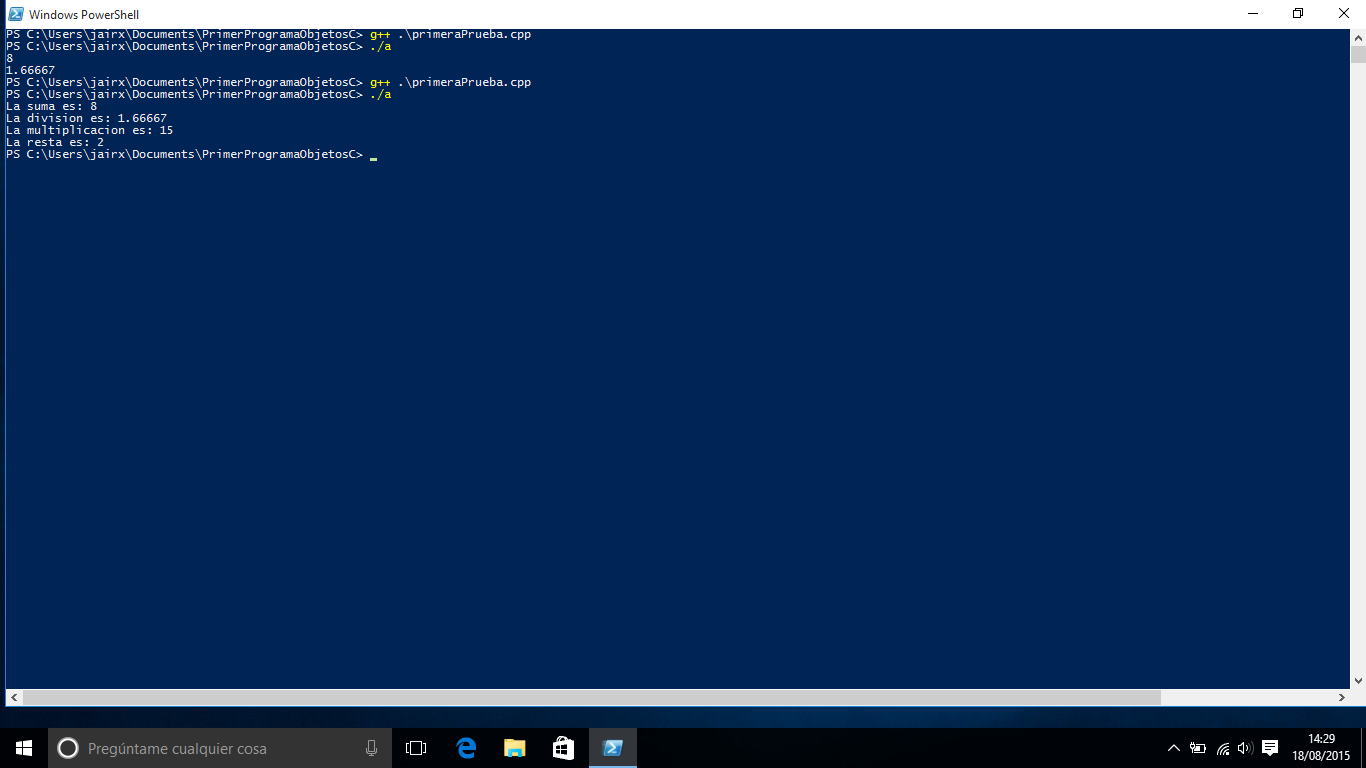 Windows PowerShell
PS C:\Users\jairx\Documents\PrimerProgramaObjetosC> g++ .\primeraPrueba.cpp
PS C:\Users\jairx\Documents\PrimerProgramaObjetosC> ./a
8
1.66667
PS C:\Users\jairx\Documents\PrimerProgramaObjetosC> g++ .\primeraPrueba.cpp
PS C:\Users\jairx\Documents\PrimerProgramaObjetosC> ./a
La suma es: 8
La division es: 1.66667
La multiplicacion es: 15
La resta es: 2
PS C:\Users\jairx\Documents\PrimerProgramaObjetosC>
Pregúntame cualquier cosa
14:29
18/08/2015